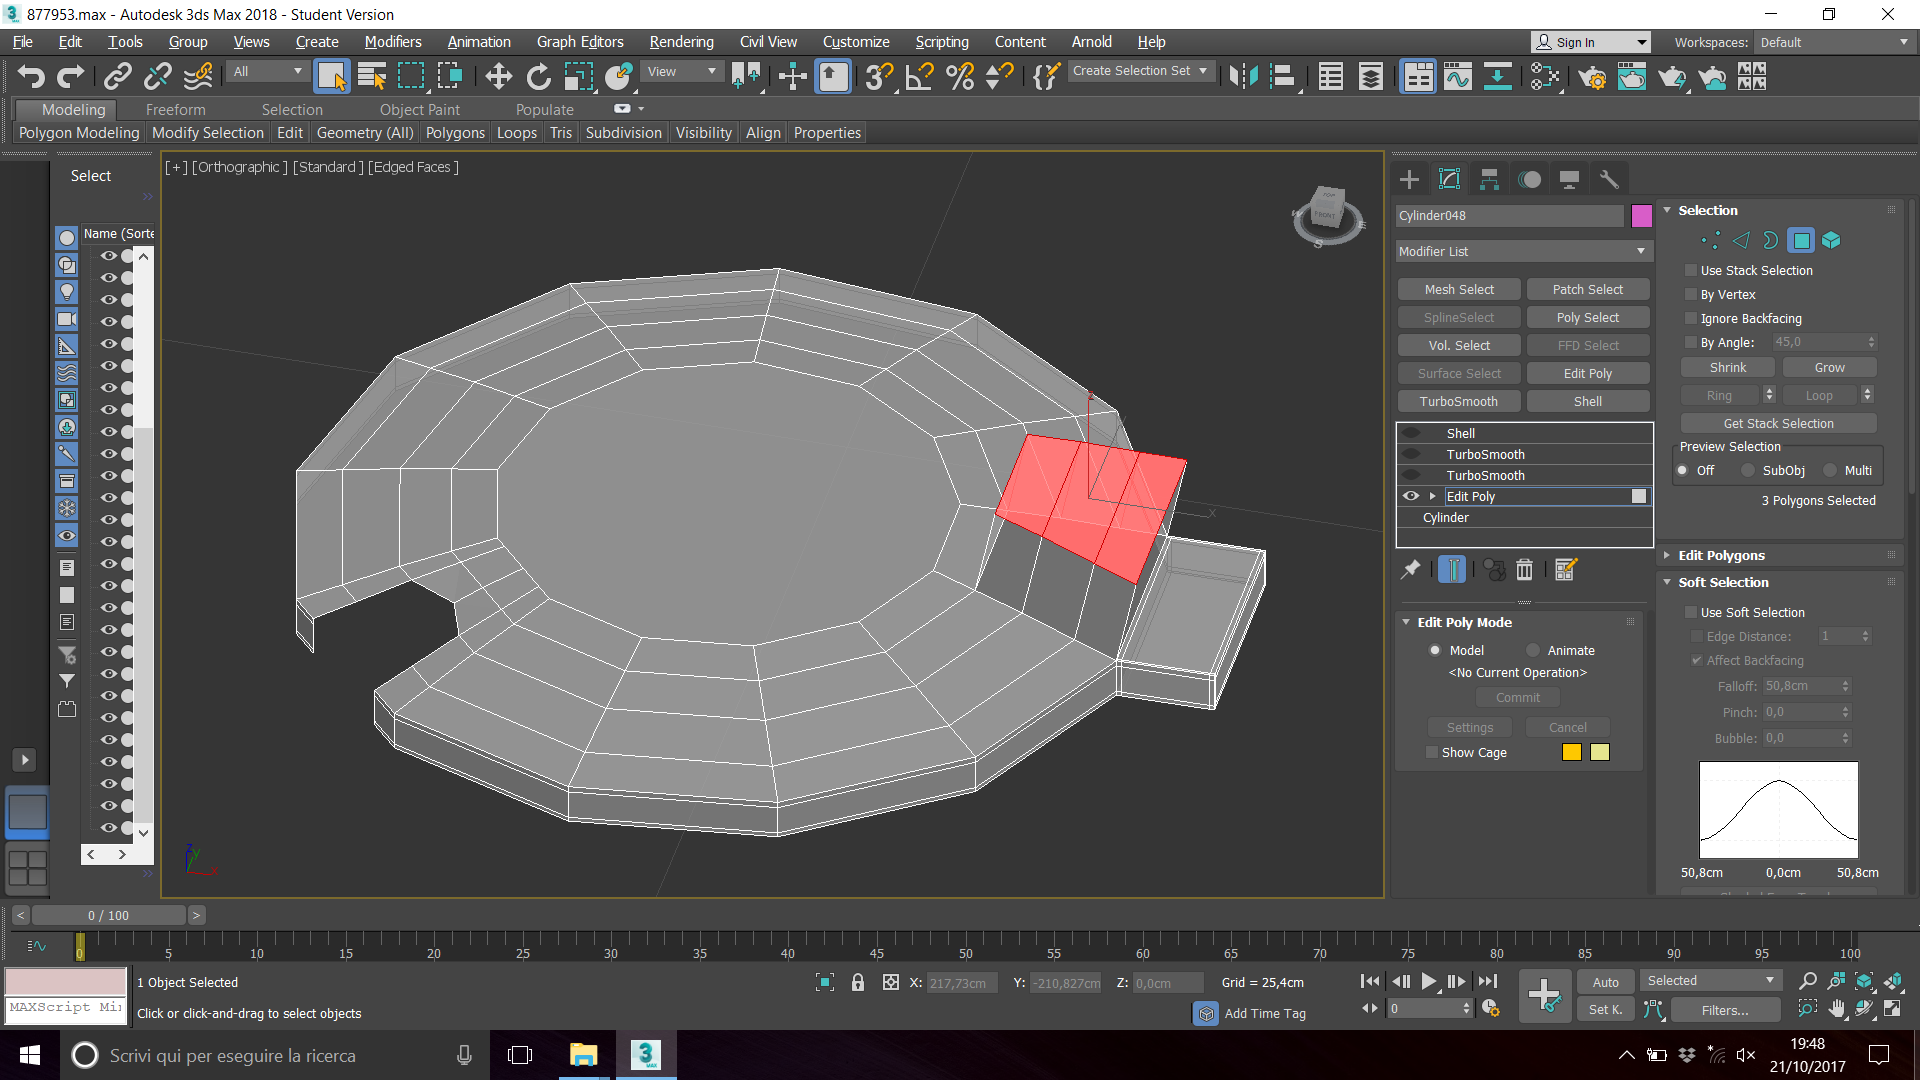 877953.max - Autodesk 3ds Max 2018 - Student Version
File Edit Tools Group Views Create Modifiers Animation Graph Editors Rendering Civil View Customize Scripting Content Arnold Help
Sign In Workspaces: Default
All View Create Selection Set
Modeling Freeform Selection Object Paint Populate
Polygon Modeling Modify Selection Edit Geometry (All) Polygons Loops Tris Subdivision Visibility Align Properties
Select
Name (Sorte
[+] [Orthographic] [Standard] [Edged Faces]
TOP
FRONT
S
E
z
x
Z
y
x
Cylinder048
Modifier List
Mesh Select Patch Select
SplineSelect Poly Select
Vol. Select FFD Select
Surface Select Edit Poly
TurboSmooth Shell
Shell
TurboSmooth
TurboSmooth
Edit Poly
Cylinder
Edit Poly Mode
Model Animate
<No Current Operation>
Commit
Settings Cancel
Show Cage
Selection
Use Stack Selection
By Vertex
Ignore Backfacing
By Angle: 45,0
Shrink Grow
Ring Loop
Get Stack Selection
Preview Selection
Off SubObj Multi
3 Polygons Selected
Edit Polygons
Soft Selection
Use Soft Selection
Edge Distance: 1
Affect Backfacing
Falloff: 50,8cm
Pinch: 0,0
Bubble: 0,0
50,8cm 0,0cm 50,8cm
< 0 / 100 >
0 5 10 15 20 25 30 35 40 45 50 55 60 65 70 75 80 85 90 95 100
1 Object Selected X: 217,73cm Y: -210,827cm Z: 0,0cm Grid = 25,4cm Auto Selected
MAXScript Mi
Click or click-and-drag to select objects Add Time Tag 0 Set K. Filters...
Scrivi qui per eseguire la ricerca
3
MAX
19:48
21/10/2017